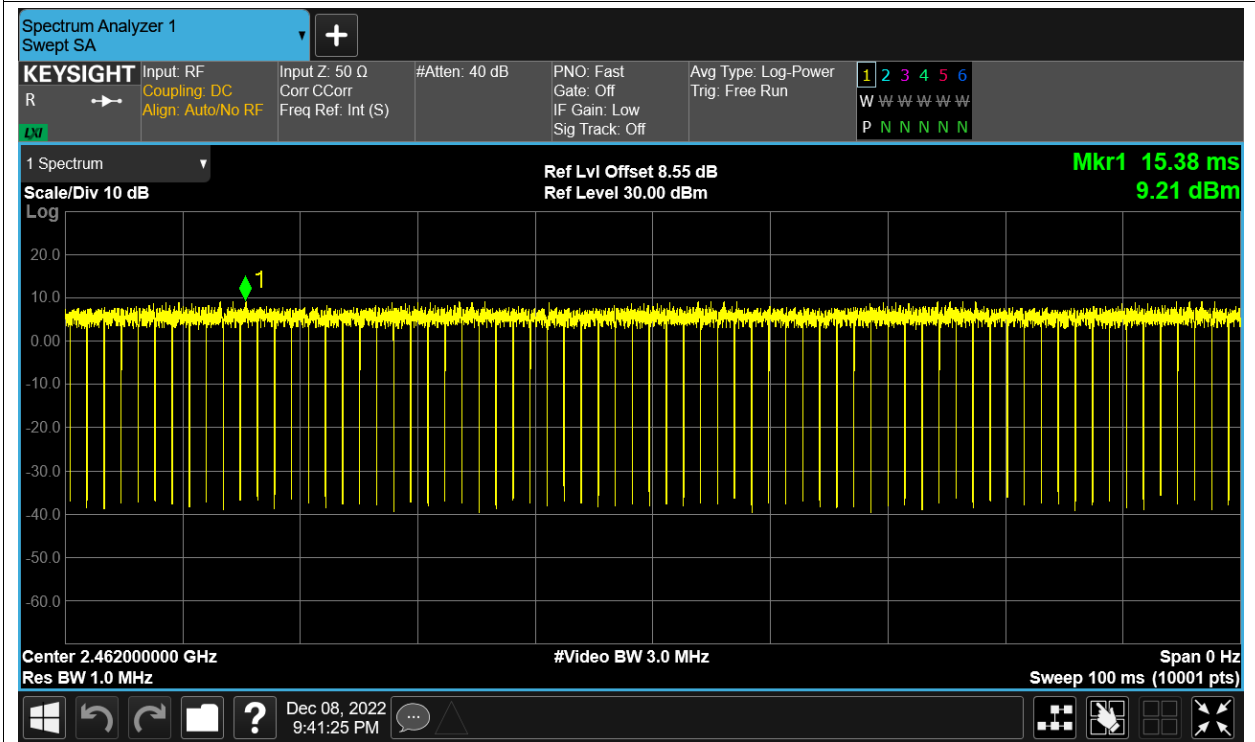 Spectrum Analyzer 1
Swept SA
+
KEYSIGHT
R
LXI
Input: RF
Coupling: DC
Align: Auto/No RF
Input Z: 50 Ω
Corr CCorr
Freq Ref: Int (S)
#Atten: 40 dB
PNO: Fast
Gate: Off
IF Gain: Low
Sig Track: Off
Avg Type: Log-Power
Trig: Free Run
1 2 3 4 5 6
W W W W W W
P N N N N N
1 Spectrum
Scale/Div 10 dB
Log
Ref Lvl Offset 8.55 dB
Ref Level 30.00 dBm
Mkr1 15.38 ms
9.21 dBm
1
20.0
10.0
0.00
-10.0
-20.0
-30.0
-40.0
-50.0
-60.0
Center 2.462000000 GHz
Res BW 1.0 MHz
#Video BW 3.0 MHz
Span 0 Hz
Sweep 100 ms (10001 pts)
?
Dec 08, 2022
9:41:25 PM